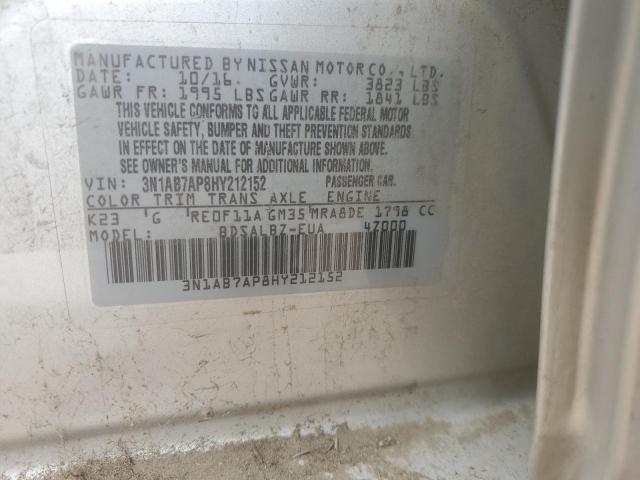 MANUFACTURED BY NISSAN MOTOR CO., LTD.
DATE: 10/16 GVWR: 3823 LBS
GAWR FR: 1995 LBS GAWR RR: 1841 LBS
THIS VEHICLE CONFORMS TO ALL APPLICABLE FEDERAL MOTOR
VEHICLE SAFETY, BUMPER AND THEFT PREVENTION STANDARDS
IN EFFECT ON THE DATE OF MANUFACTURE SHOWN ABOVE.
SEE OWNER'S MANUAL FOR ADDITIONAL INFORMATION
VIN: 3N1AB7AP8HY212152 PASSENGER CAR.
COLOR TRIM TRANS AXLE ENGINE
K23 G RE0F11A GM35 MRA8DE 1798 CC
MODEL: BDSALBZ-EUA 47000
3N1AB7AP8HY212152